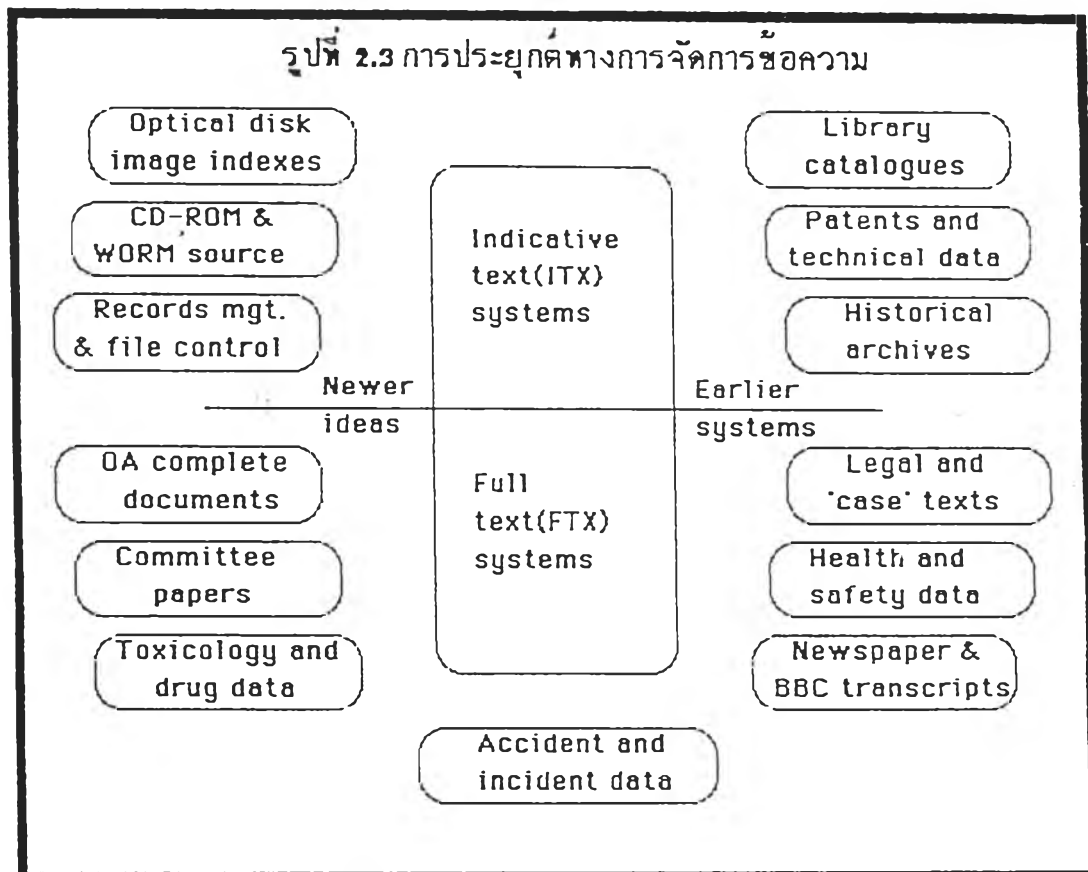 รูปที่ 2.3 การประยุกต์ทางการจัดการข้อความ
Optical disk
image indexes
CD-ROM &
WORM source
Records mgt.
& file control
Indicative
text(ITX)
systems
Library
catalogues
Patents and
technical data
Historical
archives
Newer
ideas
Earlier
systems
OA complete
documents
Committee
papers
Toxicology and
drug data
Full
text(FTX)
systems
Legal and
'case' texts
Health and
safety data
Newspaper &
BBC transcripts
Accident and
incident data